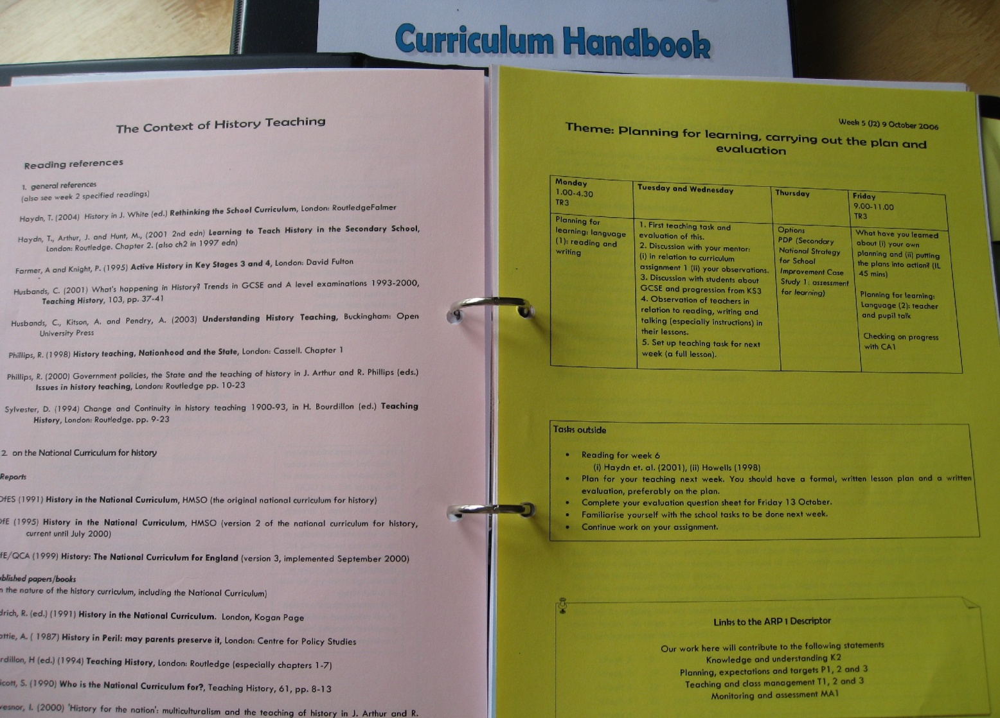 Curriculum Handbook
The Context of History Teaching
Reading references
1. general references
(also see week 2 specified readings)
Haydn, T. (2004) History in J. White (ed.) Rethinking the School Curriculum, London: RoutledgeFalmer
Haydn, T., Arthur, J. and Hunt, M., (2001 2nd edn) Learning to Teach History in the Secondary School,
London: Routledge. Chapter 2. (also ch2 in 1997 edn)
Farmer, A and Knight, P. (1995) Active History in Key Stages 3 and 4, London: David Fulton
Husbands, C. (2001) What's happening in History? Trends in GCSE and A level examinations 1993-2000,
Teaching History, 103, pp. 37-41
Husbands, C., Kitson, A. and Pendry, A. (2003) Understanding History Teaching, Buckingham: Open
University Press
Phillips, R. (1998) History teaching, Nationhood and the State, London: Cassell. Chapter 1
Phillips, R. (2000) Government policies, the State and the teaching of history in J. Arthur and R. Phillips (eds.)
Issues in history teaching, London: Routledge pp. 10-23
Sylvester, D. (1994) Change and Continuity in history teaching 1900-93, in H. Bourdillon (ed.) Teaching
History, London: Routledge. pp. 9-23
2. on the National Curriculum for history
Reports
DfES (1991) History in the National Curriculum, HMSO (the original national curriculum for history)
DfE (1995) History in the National Curriculum, HMSO (version 2 of the national curriculum for history,
current until July 2000)
fE/QCA (1999) History: The National Curriculum for England (version 3, implemented September 2000)
ublished papers/books
n the nature of the history curriculum, including the National Curriculum)
drich, R. (ed.) (1991) History in the National Curriculum. London, Kogan Page
attie, A. ( 1987) History in Peril: may parents preserve it, London: Centre for Policy Studies
rdillon, H (ed.) (1994) Teaching History, London: Routledge (especially chapters 1-7)
icott, S. (1990) Who is the National Curriculum for?, Teaching History, 61, pp. 8-13
vesnor, I. (2000) 'History for the nation': multiculturalism and the teaching of history in J. Arthur and R.
Week 5 (J2) 9 October 2006
Theme: Planning for learning, carrying out the plan and
evaluation
Monday
1.00-4.30
TR3
Tuesday and Wednesday
Thursday
Friday
9.00-11.00
TR3
Planning for
learning: language
(1): reading and
writing
1. First teaching task and
evaluation of this.
2. Discussion with your mentor:
(i) in relation to curriculum
assignment 1 (ii) your observations.
3. Discussion with students about
GCSE and progression from KS3
4. Observation of teachers in
relation to reading, writing and
talking (especially instructions) in
their lessons.
5. Set up teaching task for next
week (a full lesson).
Options
PDP (Secondary
National Strategy
for School
Improvement Case
Study 1: assessment
for learning)
What have you learned
about (i) your own
planning and (ii) putting
the plans into action? (IL
45 mins)
Planning for learning:
Language (2): teacher
and pupil talk
Checking on progress
with CA1
Tasks outside
• Reading for week 6
(i) Haydn et. al. (2001), (ii) Howells (1998)
• Plan for your teaching next week. You should have a formal, written lesson plan and a written
evaluation, preferably on the plan.
• Complete your evaluation question sheet for Friday 13 October.
• Familiarise yourself with the school tasks to be done next week.
• Continue work on your assignment.
Links to the ARP 1 Descriptor
Our work here will contribute to the following statements
Knowledge and understanding K2
Planning, expectations and targets P1, 2 and 3
Teaching and class management T1, 2 and 3
Monitoring and assessment MA1